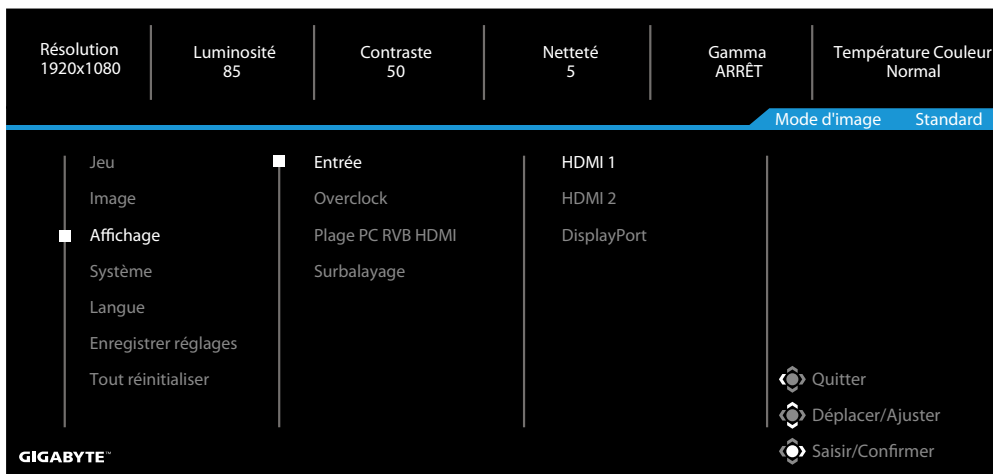 Résolution
1920x1080
Luminosité
85
Contraste
50
Netteté
5
Gamma
ARRÊT
Température Couleur
Normal
Mode d'image Standard
Jeu
Image
Affichage
Système
Langue
Enregistrer réglages
Tout réinitialiser
Entrée
Overclock
Plage PC RVB HDMI
Surbalayage
HDMI 1
HDMI 2
DisplayPort
Quitter
Déplacer/Ajuster
Saisir/Confirmer
GIGABYTE™